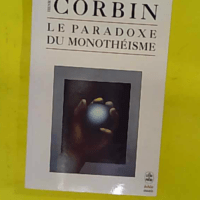 CORBIN
LE PARADOXE
DU MONOTHÉISME